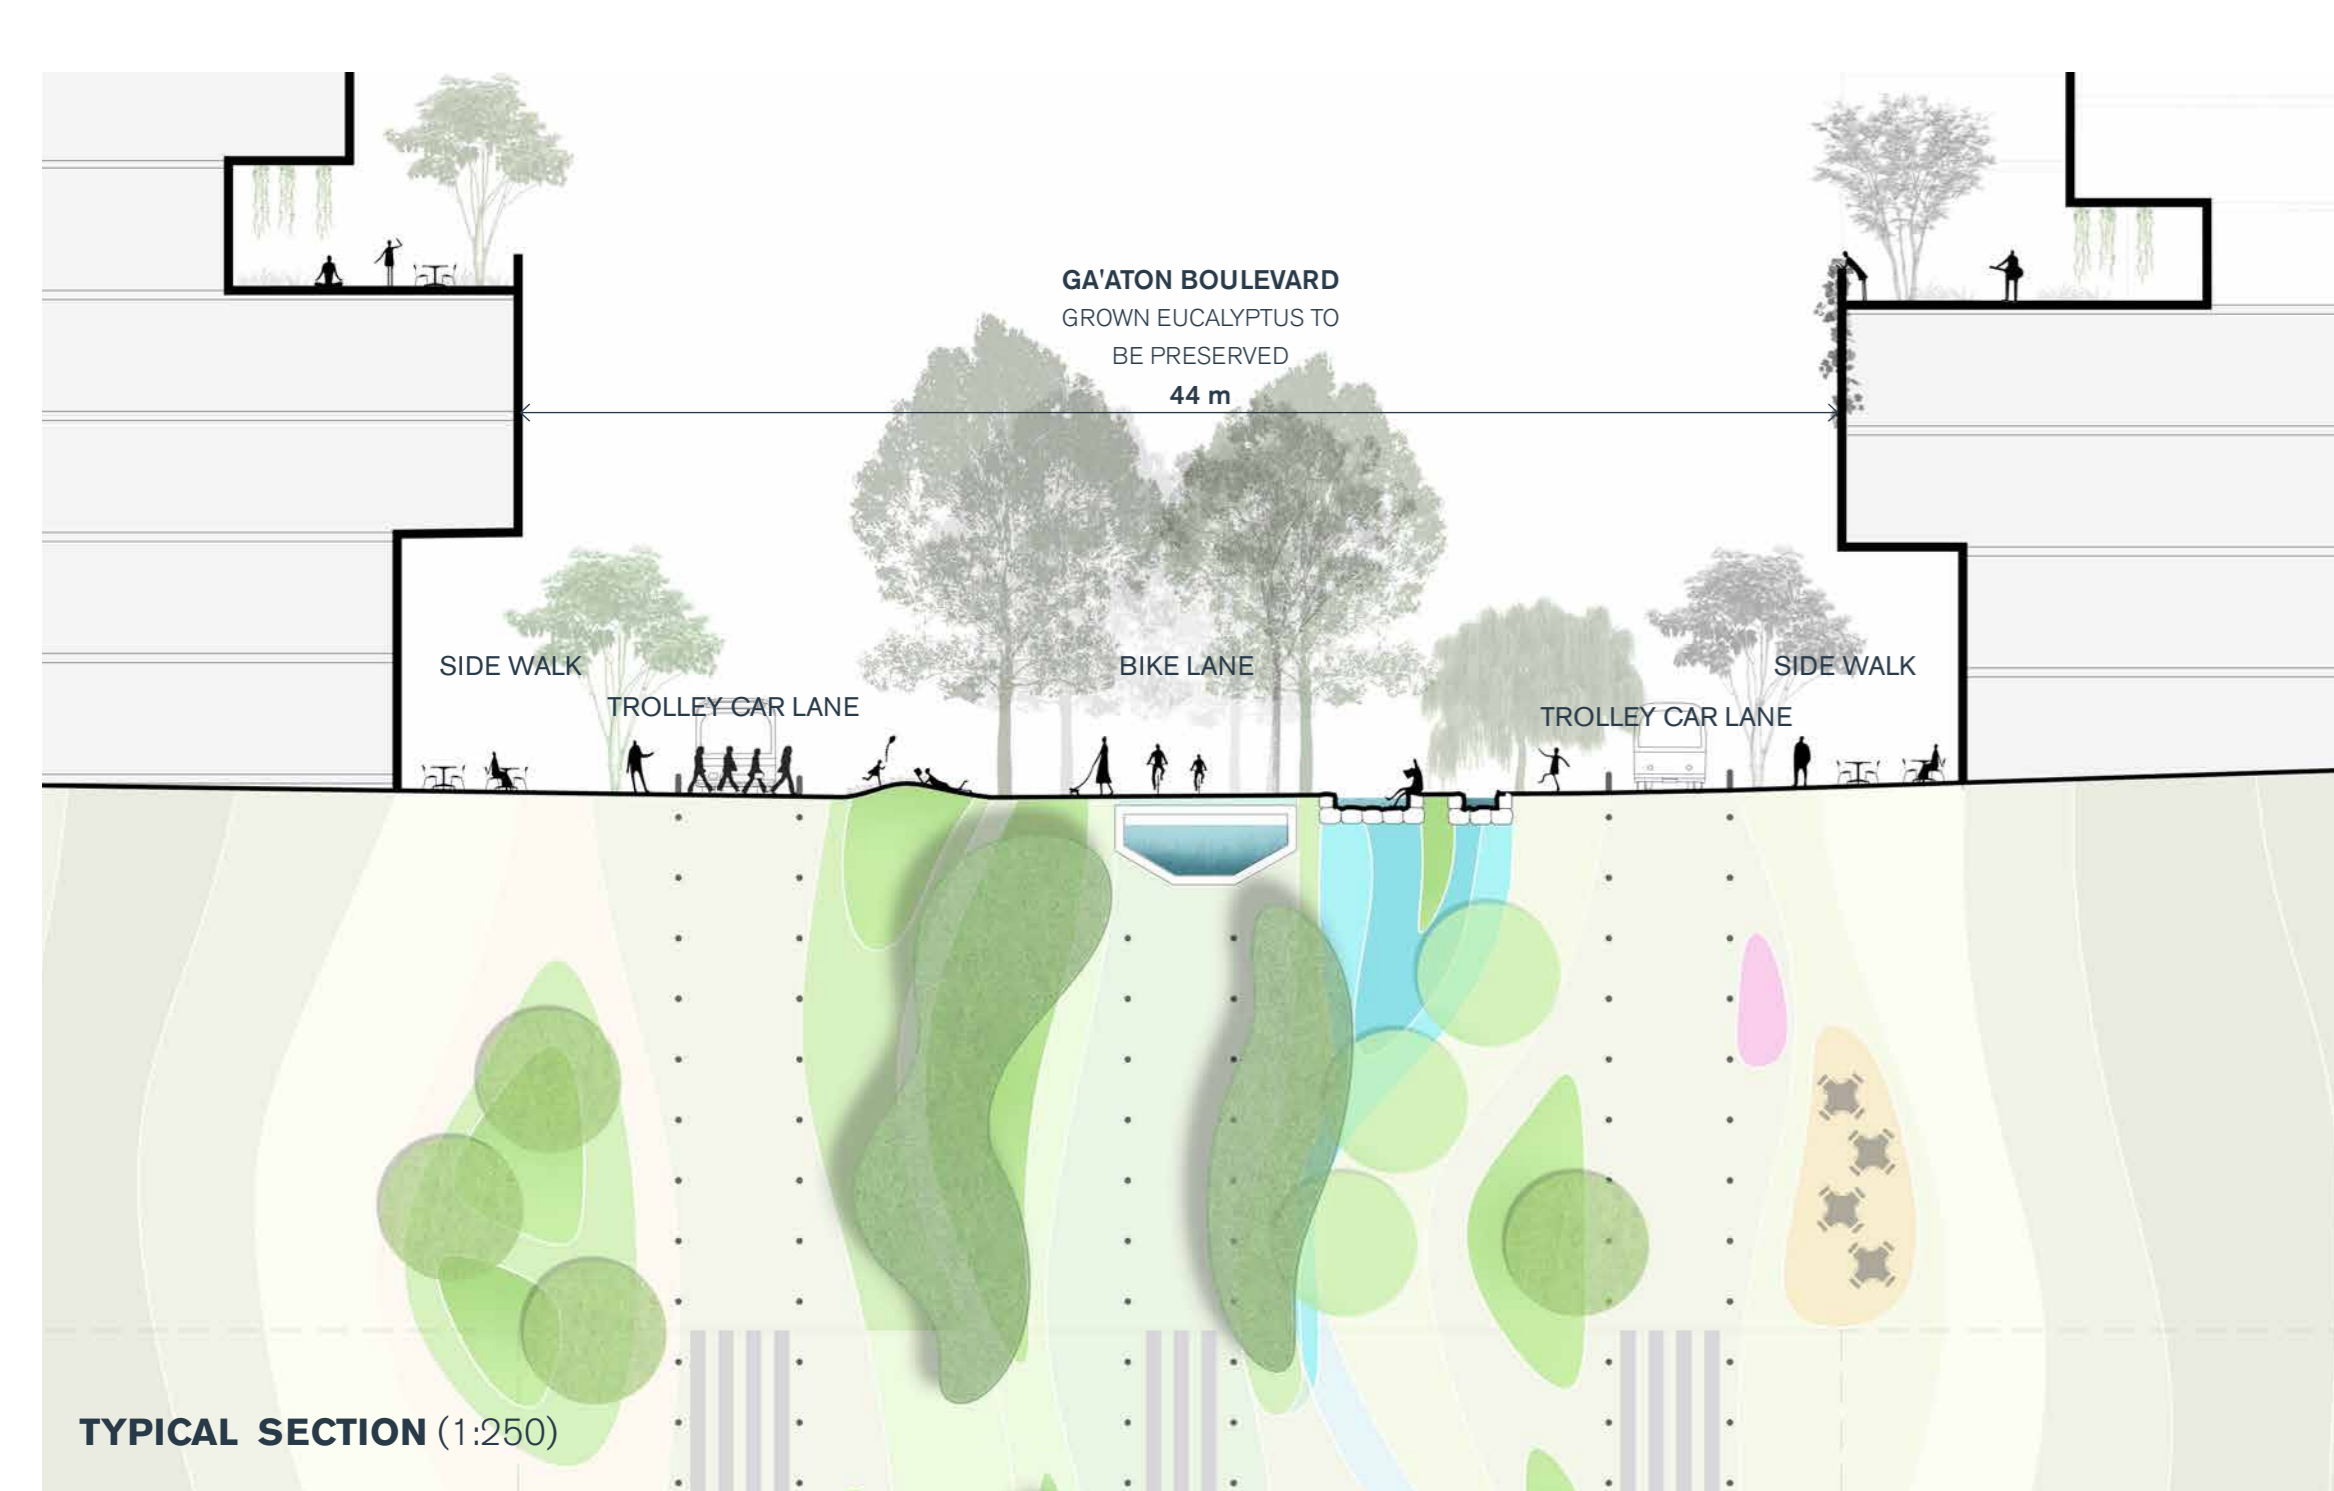 GA'ATON BOULEVARD
GROWN EUCALYPTUS TO
BE PRESERVED
44 m
SIDE WALK
BIKE LANE
SIDE WALK
TROLLEY CAR LANE
TROLLEY CAR LANE
TYPICAL SECTION (1:250)